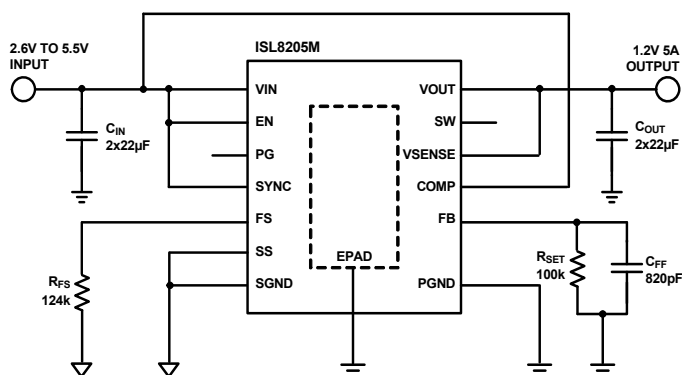 2.6V TO 5.5V
INPUT
ISL8205M
1.2V 5A
OUTPUT
VIN
VOUT
EN
SW
CIN
2x22µF
PG
VSENSE
COUT
2x22µF
SYNC
COMP
FS
FB
SS
EPAD
RSET
100k
CFF
820pF
RFS
124k
SGND
PGND